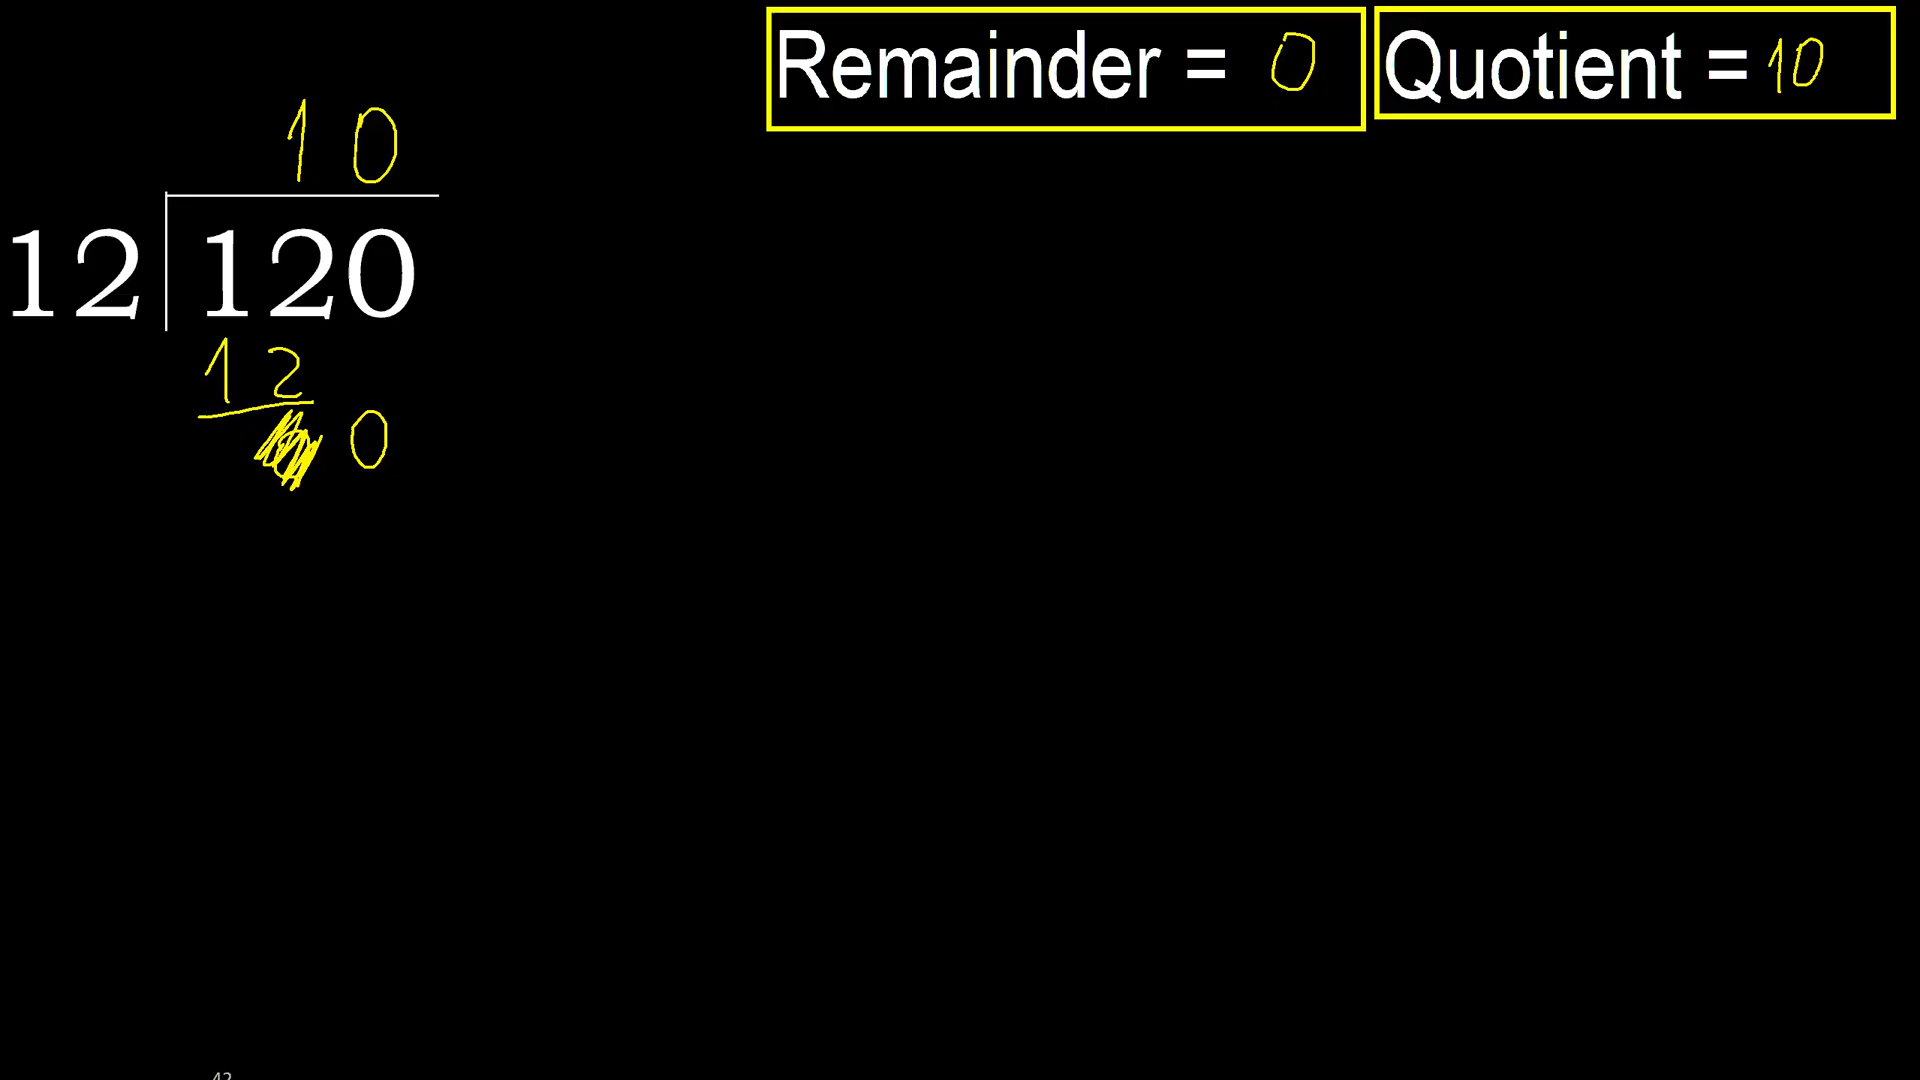 Remainder = 0
Quotient = 10
10
12 120
12
0